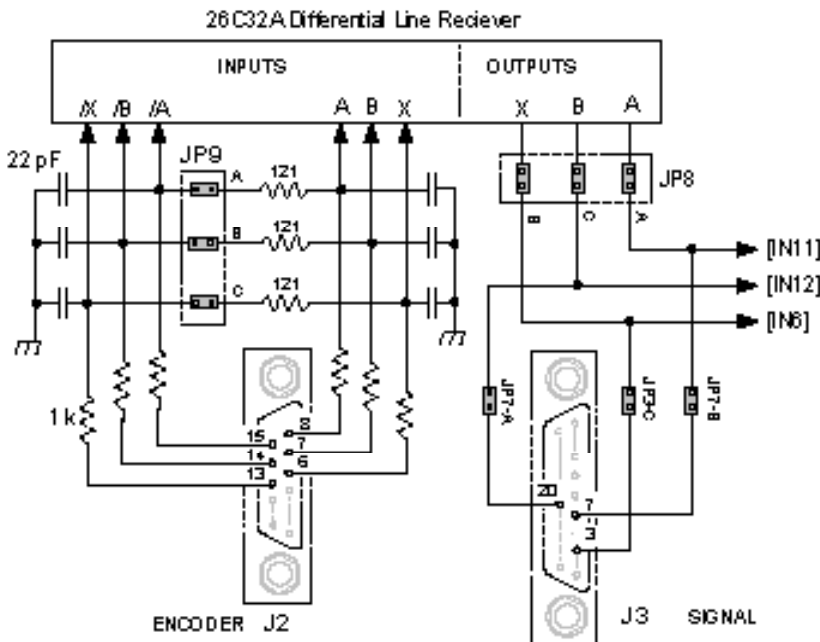 26C32A Differential Line Reciever
INPUTS
OUTPUTS
/X /B /A A B X
X B A
22 pF
JP9
A
121
B
121
C
121
JP8
B
C
A
[IN11]
[IN12]
[IN6]
1 k
15
14
13
8
7
6
JP7-A
JP3-C
JP7-B
20
7
3
ENCODER J2
J3 SIGNAL